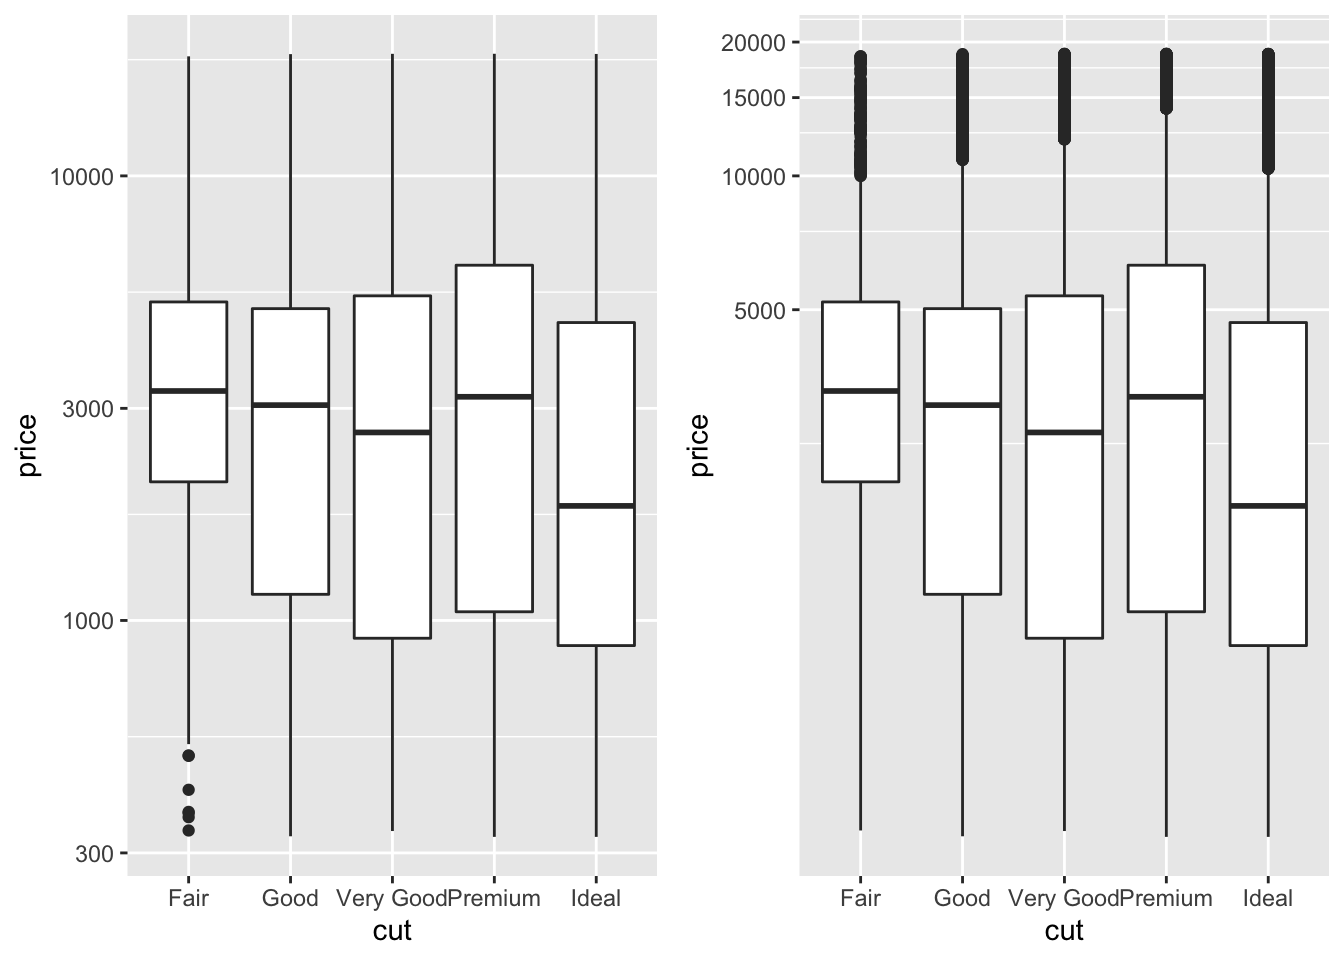 10000
3000
1000
300
price
Fair Good Very Good Premium Ideal
cut
20000
15000
10000
5000
price
Fair Good Very Good Premium Ideal
cut